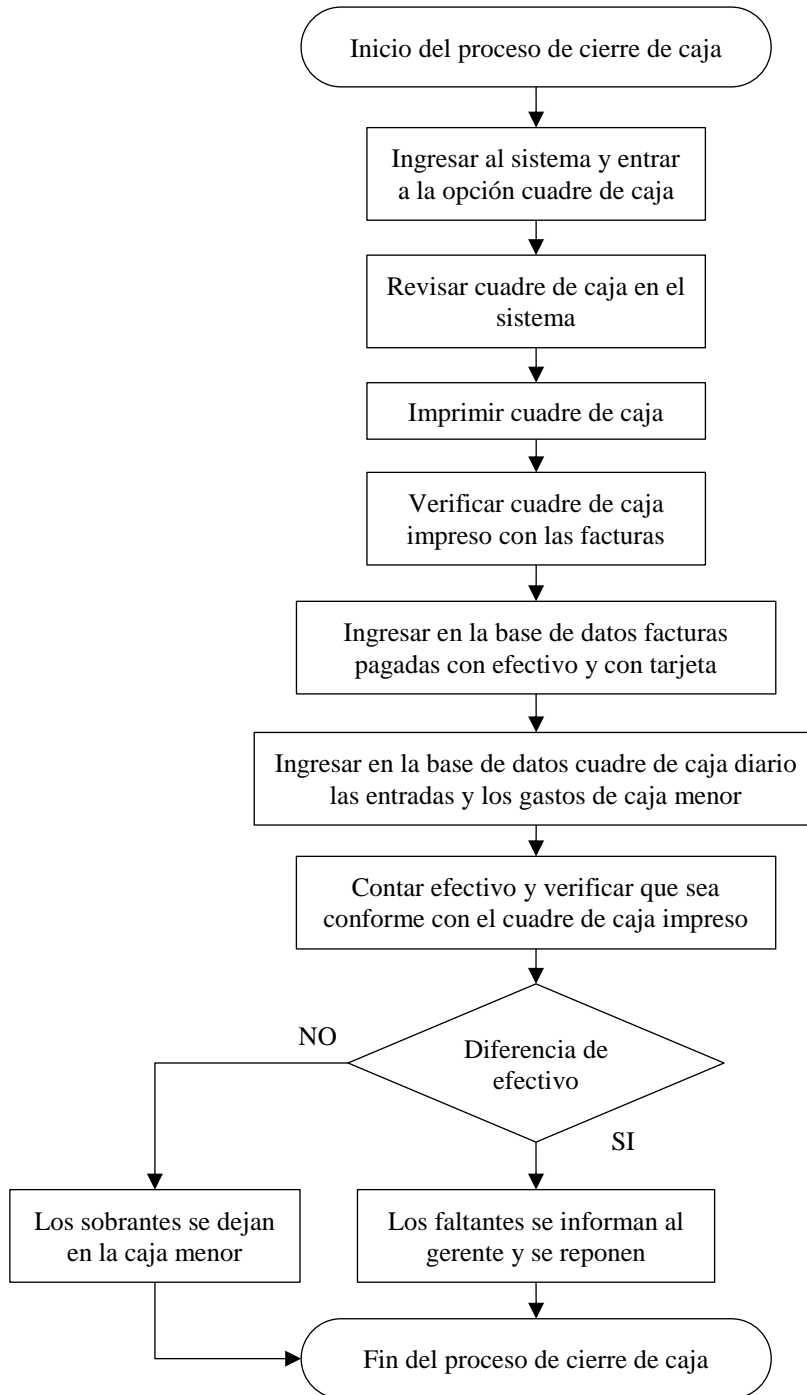 Inicio del proceso de cierre de caja
Ingresar al sistema y entrar
a la opción cuadre de caja
Revisar cuadre de caja en el
sistema
Imprimir cuadre de caja
Verificar cuadre de caja
impreso con las facturas
Ingresar en la base de datos facturas
pagadas con efectivo y con tarjeta
Ingresar en la base de datos cuadre de caja diario
las entradas y los gastos de caja menor
Contar efectivo y verificar que sea
conforme con el cuadre de caja impreso
NO
Diferencia de
efectivo
SI
Los sobrantes se dejan
en la caja menor
Los faltantes se informan al
gerente y se reponen
Fin del proceso de cierre de caja